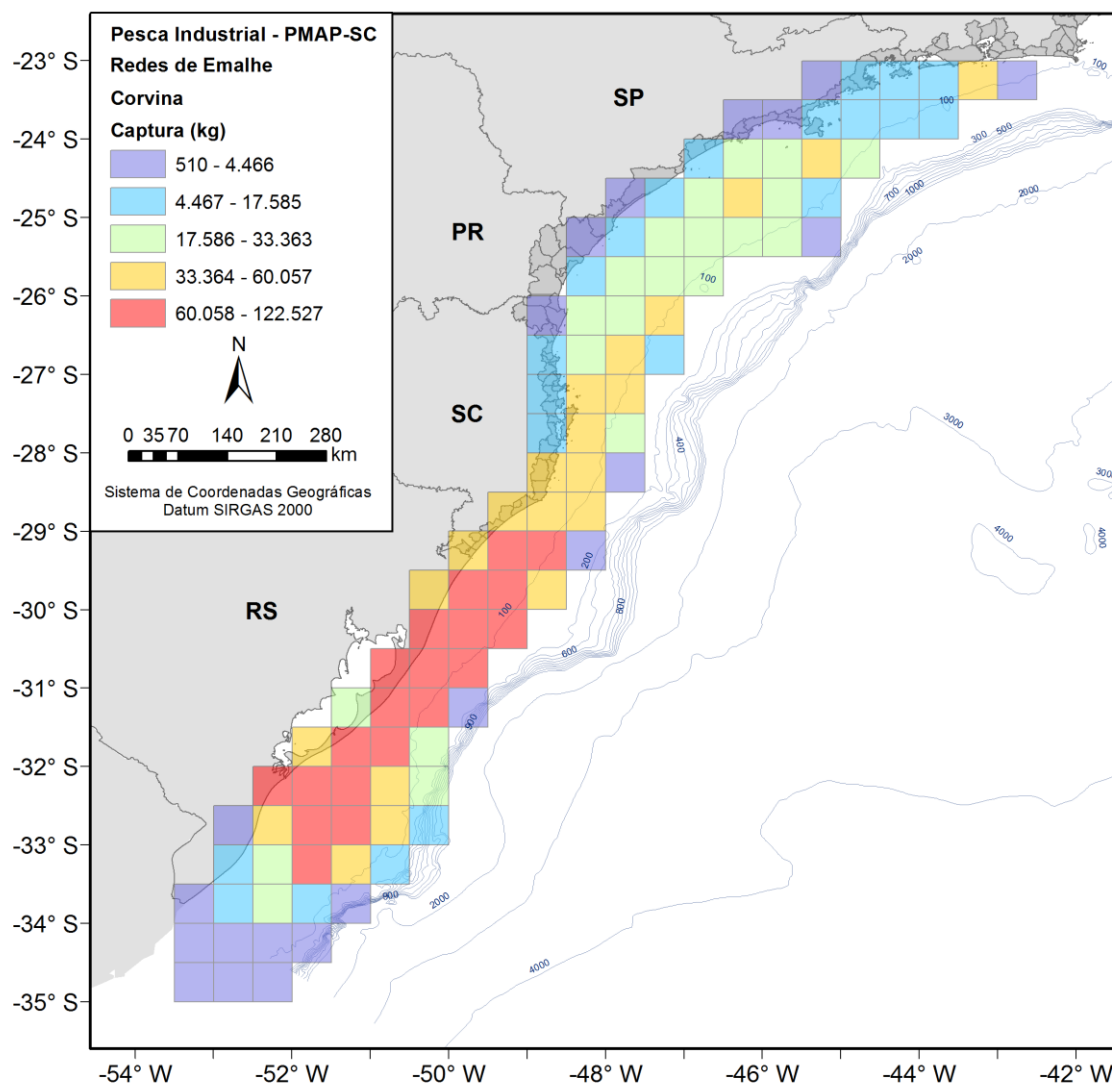 Pesca Industrial - PMAP-SC
Redes de Emalhe
Corvina
Captura (kg)
510 - 4.466
4.467 - 17.585
17.586 - 33.363
33.364 - 60.057
60.058 - 122.527
N
0 35 70 140 210 280
km
Sistema de Coordenadas Geográficas
Datum SIRGAS 2000
SP
PR
SC
RS
-23° S
-24° S
-25° S
-26° S
-27° S
-28° S
-29° S
-30° S
-31° S
-32° S
-33° S
-34° S
-35° S
-54° W
-52° W
-50° W
-48° W
-46° W
-44° W
-42° W
100
100
300
500
700
1000
2000
2000
100
400
3000
3000
4000
4000
200
800
100
600
900
900
2000
4000